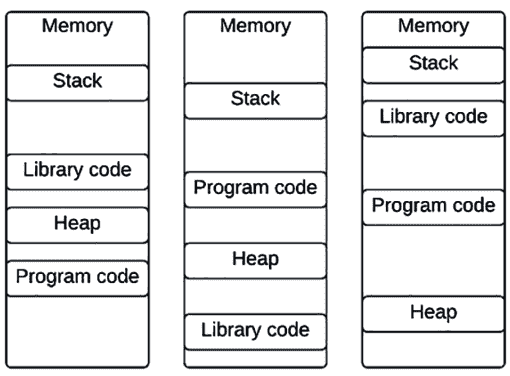 Memory
Stack
Library code
Heap
Program code
Memory
Stack
Program code
Heap
Library code
Memory
Stack
Library code
Program code
Heap